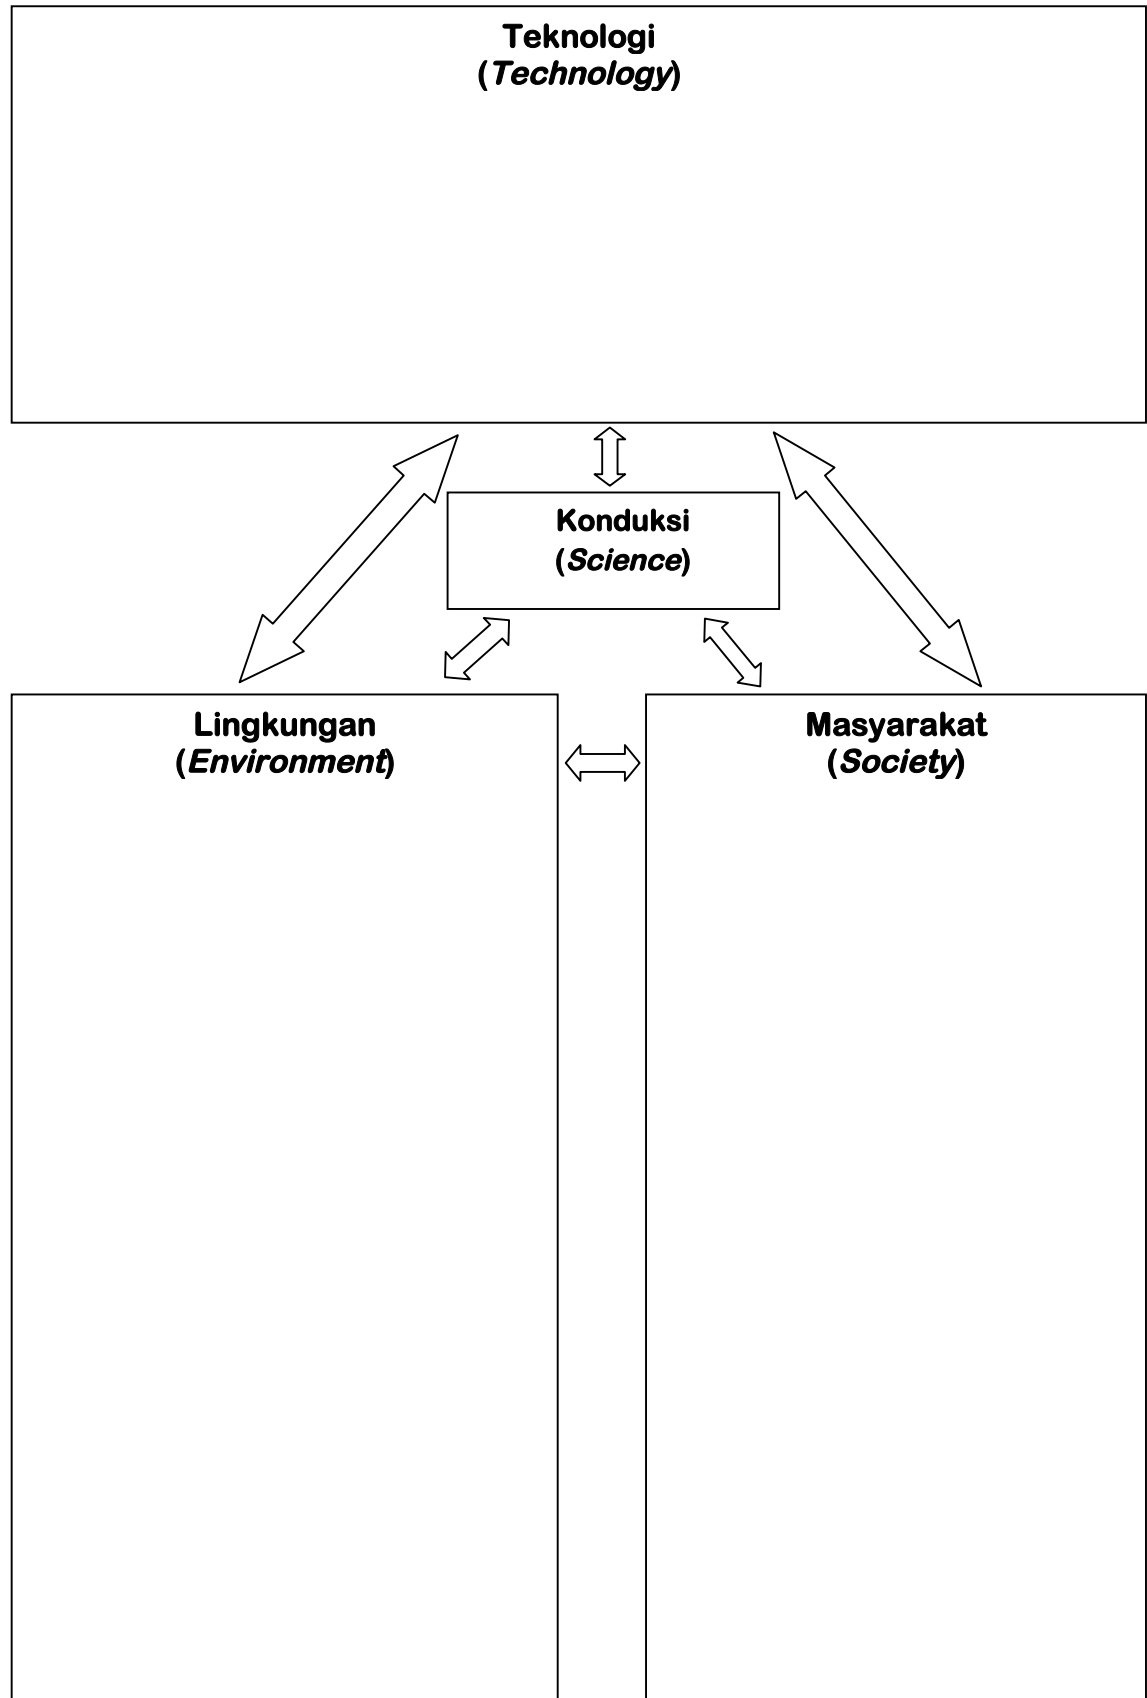 Teknologi
(Technology)
Konduksi
(Science)
Lingkungan
(Environment)
Masyarakat
(Society)